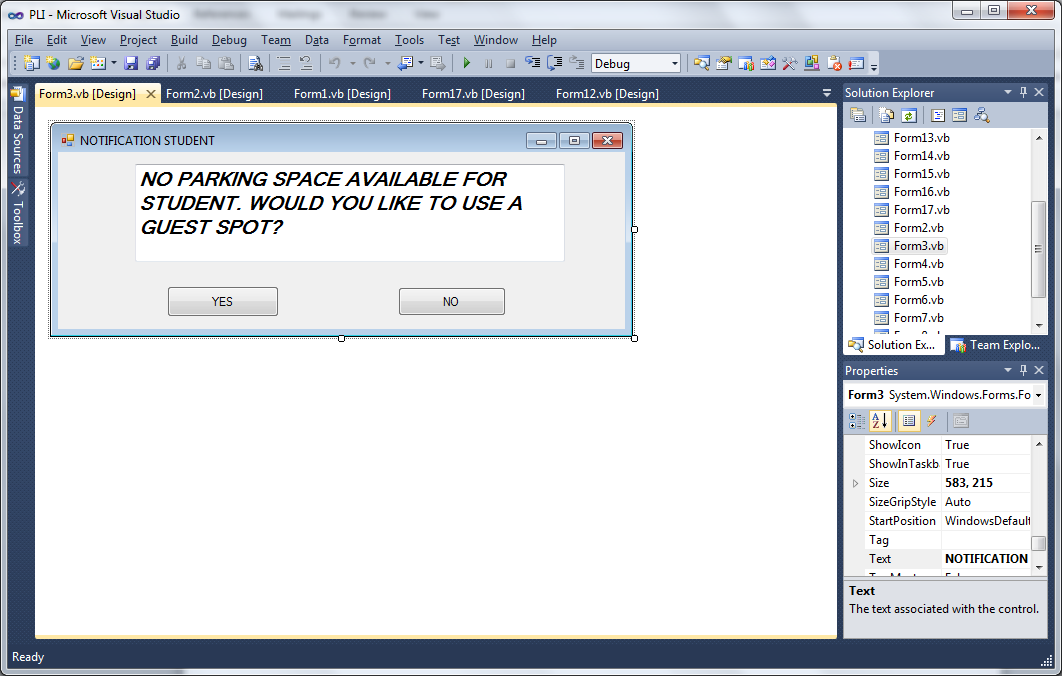 PLI - Microsoft Visual Studio
File Edit View Project Build Debug Team Data Format Tools Test Window Help
Debug
Data Sources
Toolbox
Form3.vb [Design] Form2.vb [Design] Form1.vb [Design] Form17.vb [Design] Form12.vb [Design]
NOTIFICATION STUDENT
NO PARKING SPACE AVAILABLE FOR
STUDENT. WOULD YOU LIKE TO USE A
GUEST SPOT?
YES NO
Solution Explorer
Form13.vb
Form14.vb
Form15.vb
Form16.vb
Form17.vb
Form2.vb
Form3.vb
Form4.vb
Form5.vb
Form6.vb
Form7.vb
Solution Ex... Team Explo...
Properties
Form3 System.Windows.Forms.Fo
ShowIcon True
ShowInTaskb True
Size 583, 215
SizeGripStyle Auto
StartPosition WindowsDefault
Tag
Text NOTIFICATION
Text
The text associated with the control.
Ready